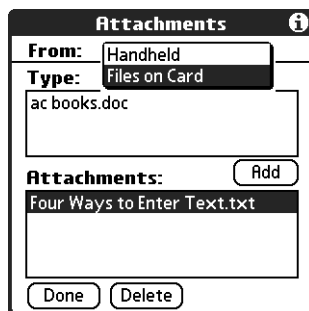 Attachments
From:
Handheld
Files on Card
Type:
ac books.doc
Add
Attachments:
Four Ways to Enter Text.txt
Done
Delete